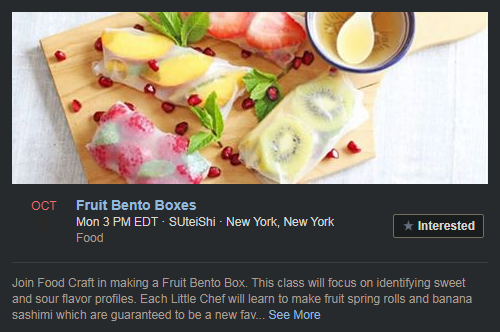 Fruit Bento Boxes
OCT
Mon 3 PM EDT · SUteiShi · New York, New York
Food
★ Interested
Join Food Craft in making a Fruit Bento Box. This class will focus on identifying sweet
and sour flavor profiles. Each Little Chef will learn to make fruit spring rolls and banana
sashimi which are guaranteed to be a new fav... See More